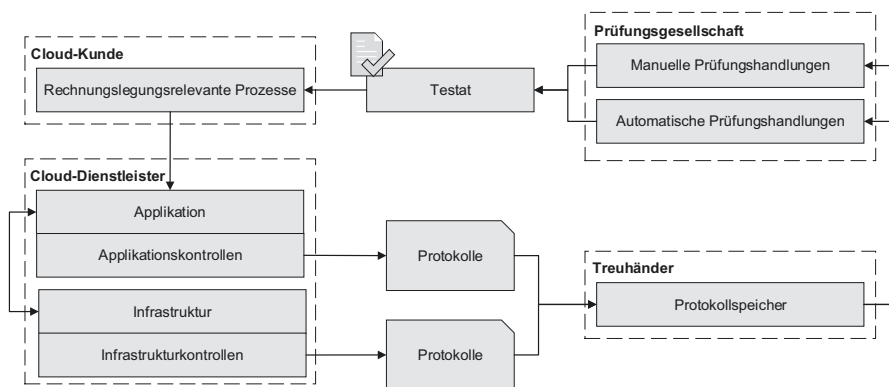 Cloud-Kunde
Rechnungslegungsrelevante Prozesse
Testat
Prüfungsgesellschaft
Manuelle Prüfungshandlungen
Automatische Prüfungshandlungen
Cloud-Dienstleister
Applikation
Applikationskontrollen
Infrastruktur
Infrastrukturkontrollen
Protokolle
Protokolle
Treuhänder
Protokollspeicher